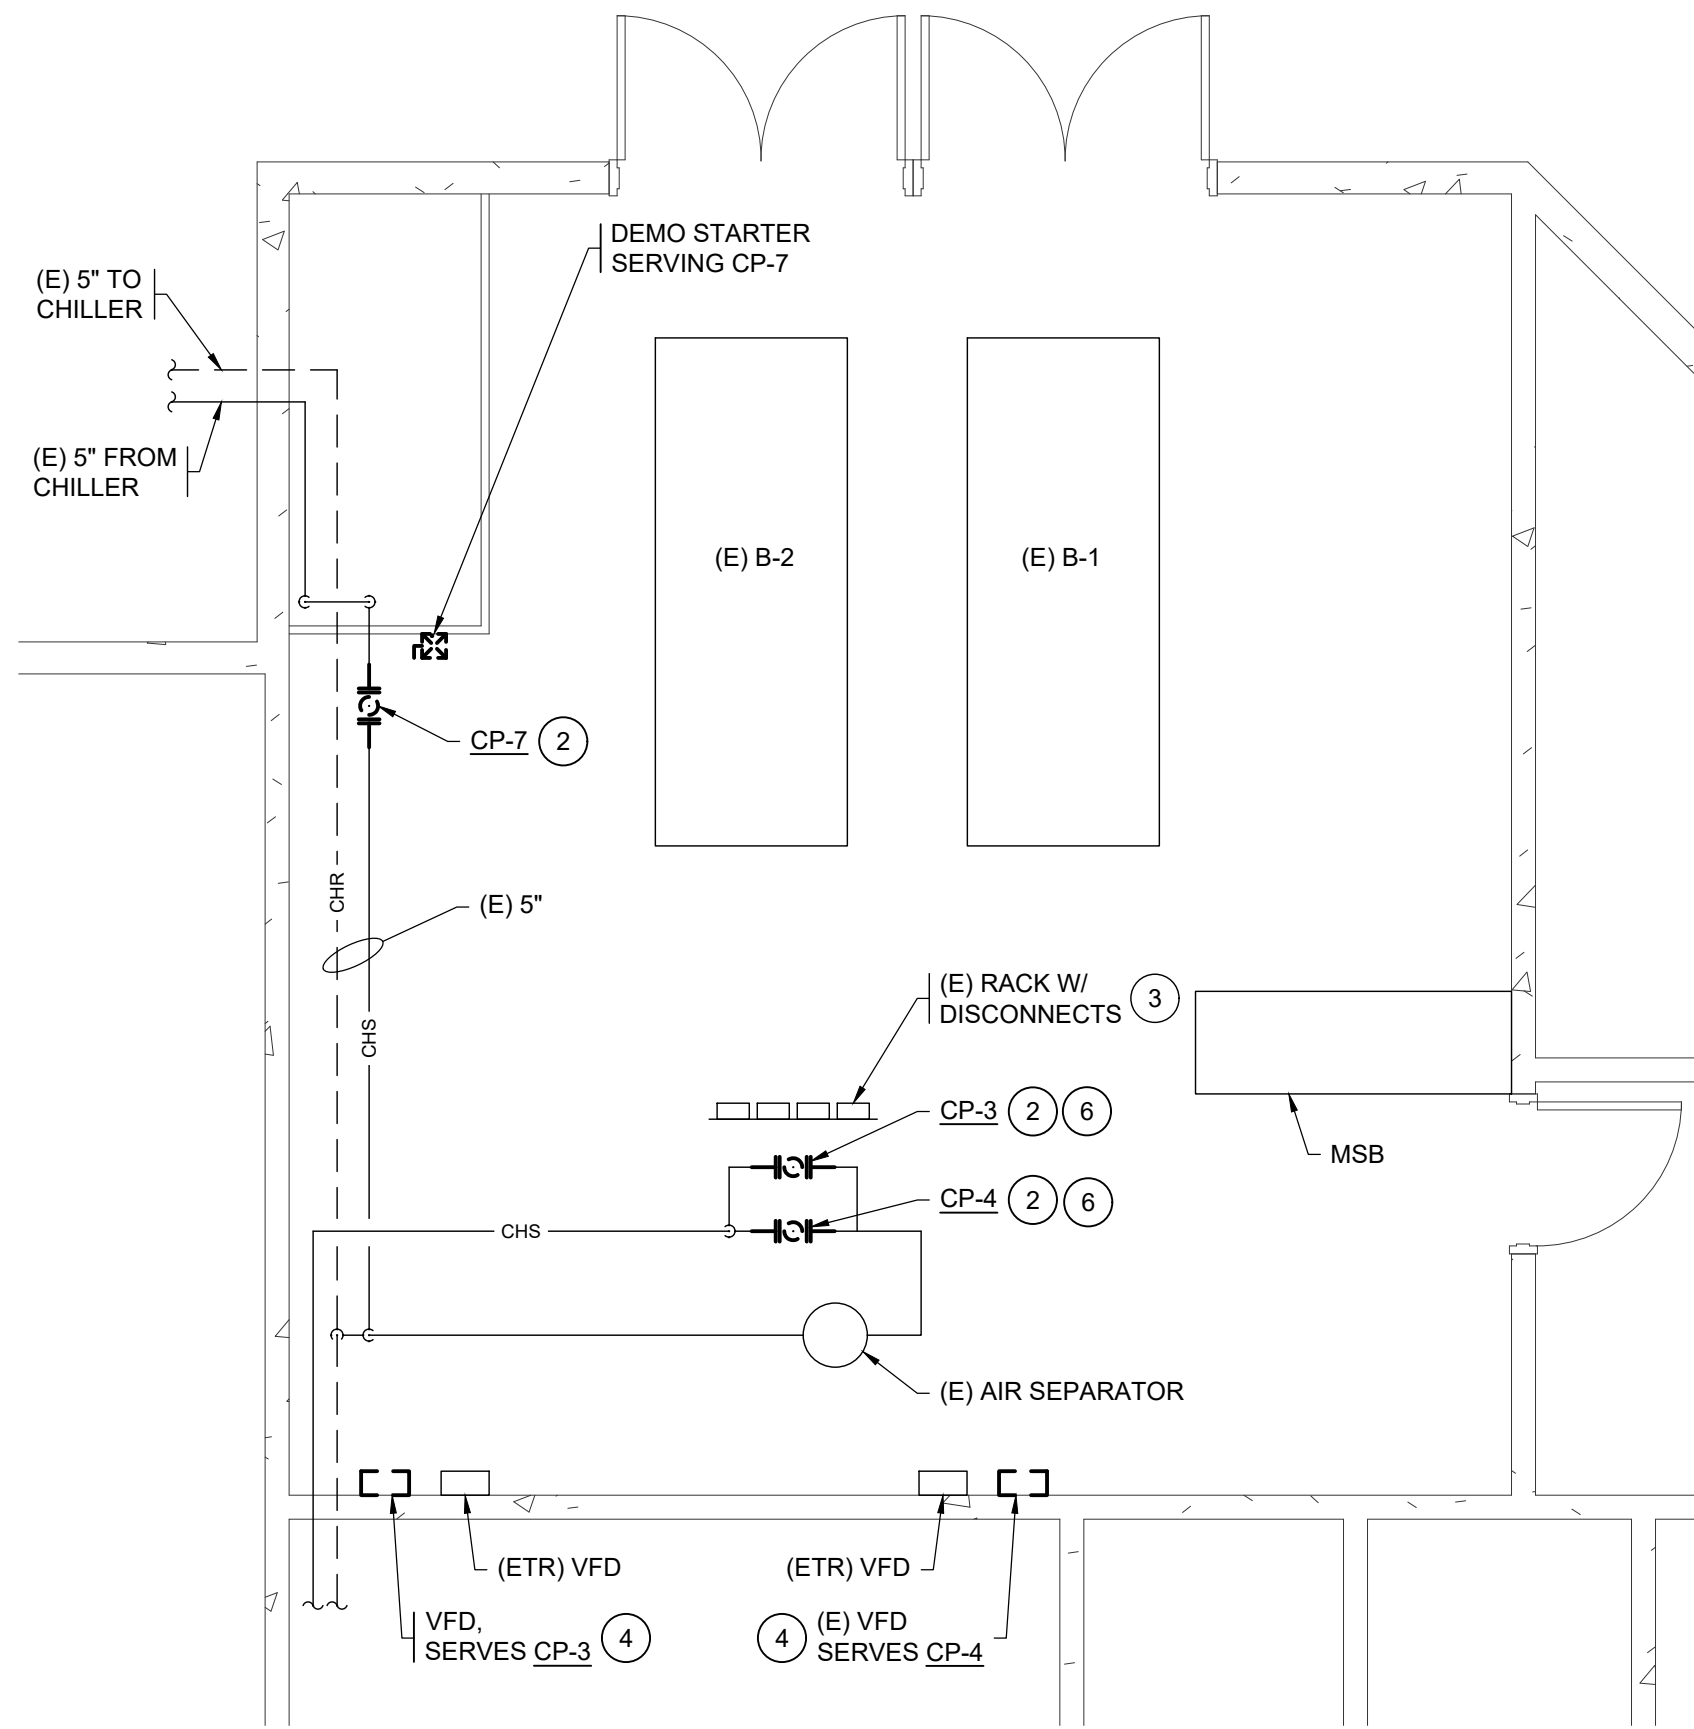 DEMO STARTER
SERVING CP-7
(E) 5" TO
CHILLER
(E) 5" FROM
CHILLER
(E) B-2
(E) B-1
CP-7 2
CHR
(E) 5"
(E) RACK W/
DISCONNECTS 3
CHS
CP-3 2 6
MSB
CP-4 2 6
CHS
(E) AIR SEPARATOR
(ETR) VFD
(ETR) VFD
VFD,
SERVES CP-3 4
4 (E) VFD
SERVES CP-4